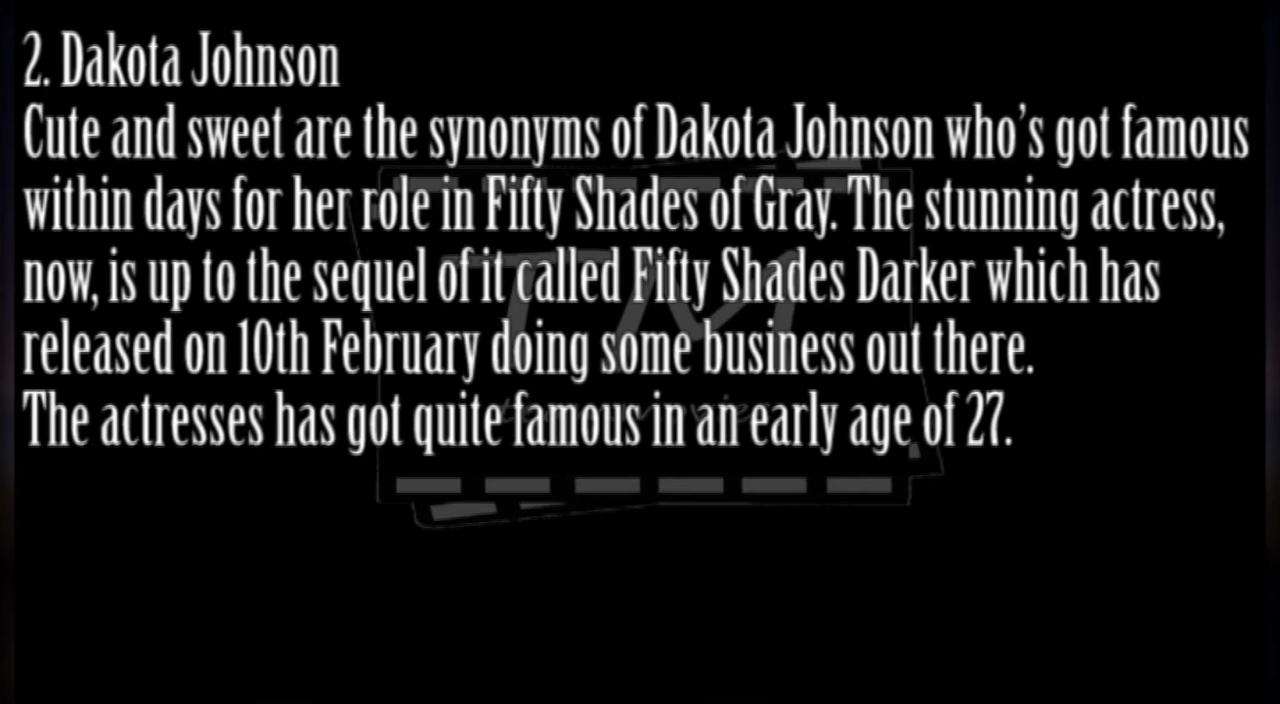 2. Dakota Johnson
Cute and sweet are the synonyms of Dakota Johnson who's got famous
within days for her role in Fifty Shades of Gray. The stunning actress,
now, is up to the sequel of it called Fifty Shades Darker which has
released on 10th February doing some business out there.
The actresses has got quite famous in an early age of 27.
TM